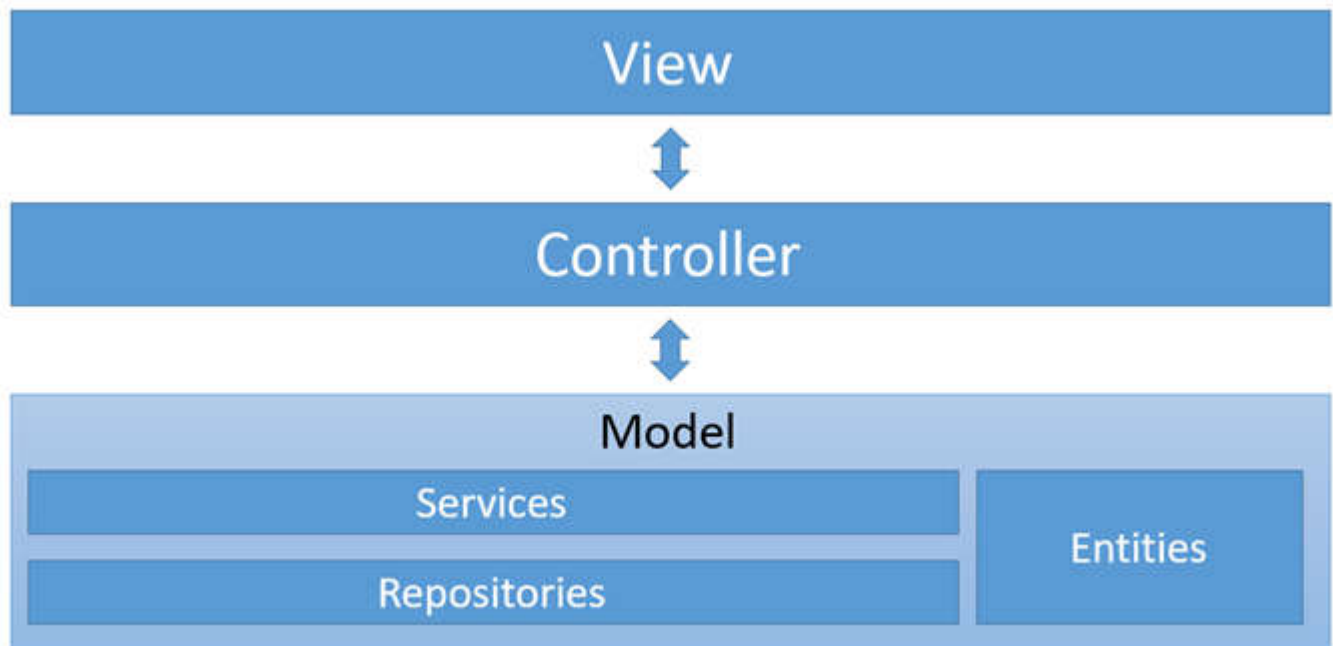 View
Controller
Model
Services
Entities
Repositories